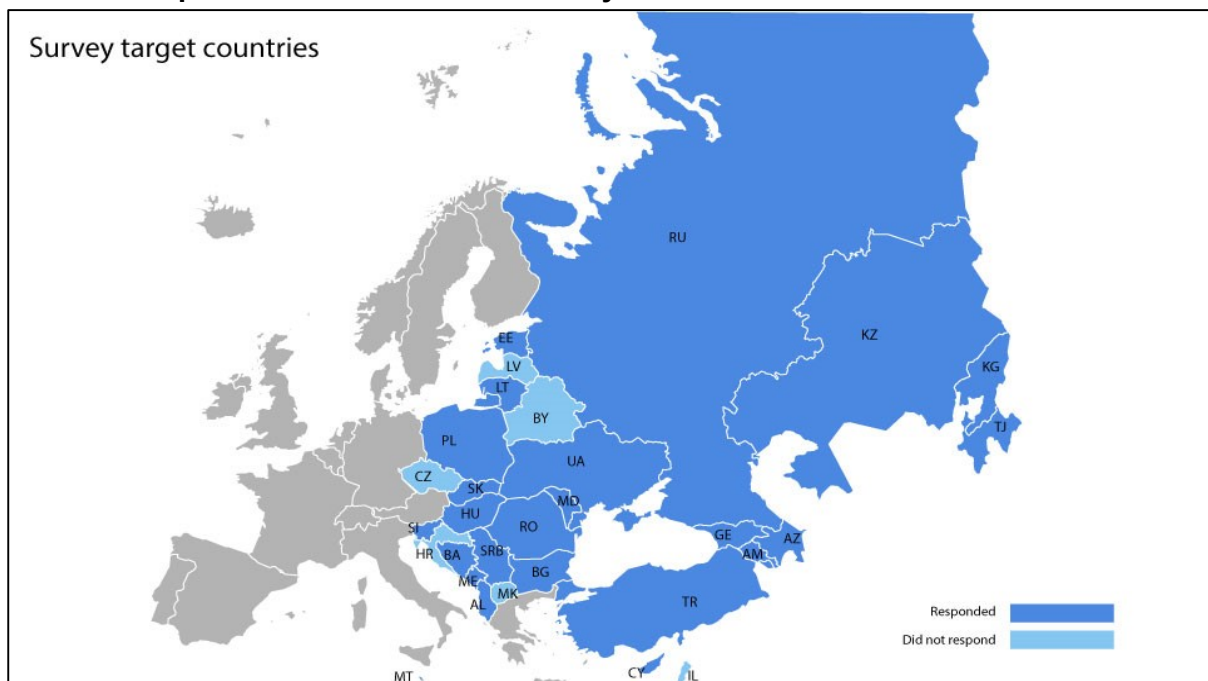 Survey target countries
RU
EE
LV
LT
BY
KZ
KG
TJ
PL
UA
CZ
SK
MD
HU
RO
SI
HR
BA
SRB
GE
AZ
AM
BG
ME
MK
AL
TR
Responded
Did not respond
MT
CY
IL